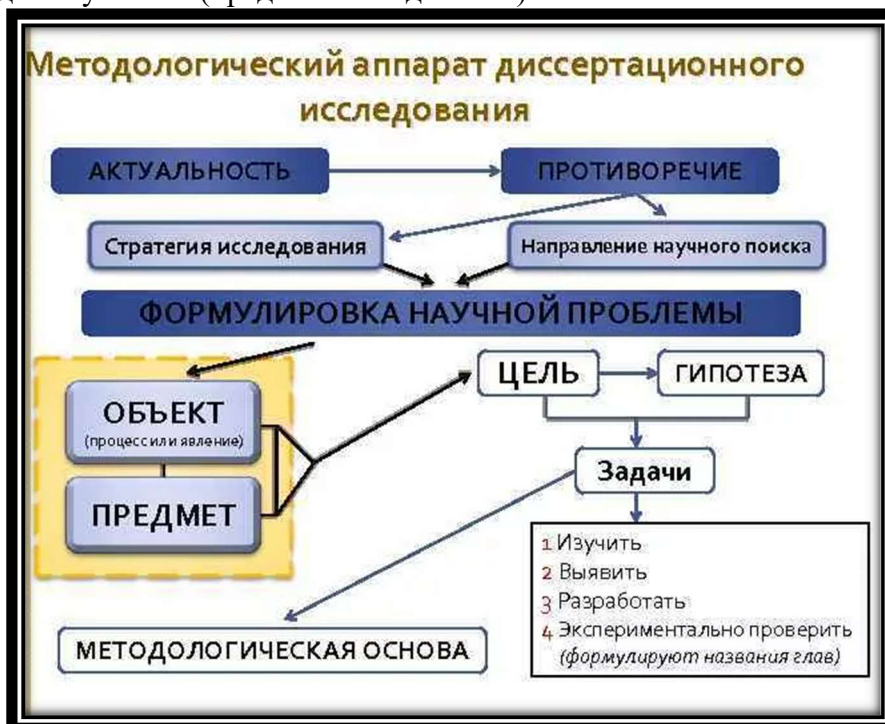 Методологический аппарат диссертационного
исследования
АКТУАЛЬНОСТЬ
ПРОТИВОРЕЧИЕ
Стратегия исследования
Направление научного поиска
ФОРМУЛИРОВКА НАУЧНОЙ ПРОБЛЕМЫ
ОБЪЕКТ
(процесс или явление)
ПРЕДМЕТ
ЦЕЛЬ
ГИПОТЕЗА
Задачи
1 Изучить
2 Выявить
3 Разработать
4 Экспериментально проверить
(формулируют названия глав)
МЕТОДОЛОГИЧЕСКАЯ ОСНОВА